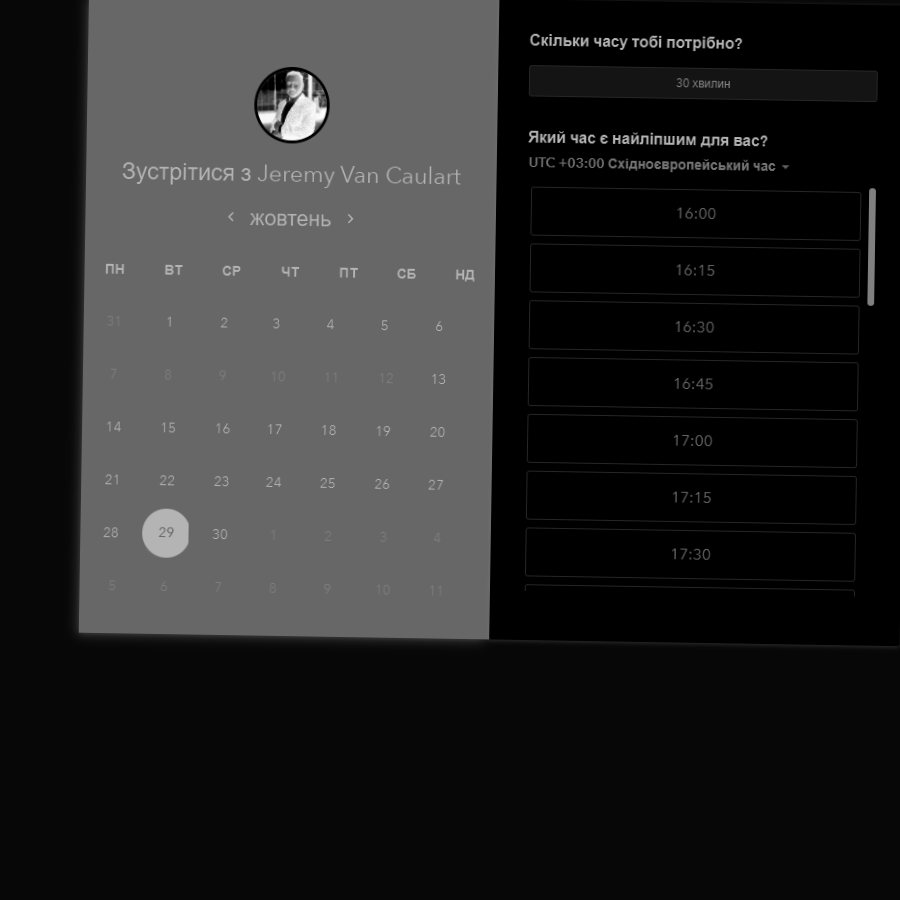 Зустрітися з Jeremy Van Caulart
‹ жовтень ›
ПН ВТ СР ЧТ ПТ СБ НД
31 1 2 3 4 5 6
7 8 9 10 11 12 13
14 15 16 17 18 19 20
21 22 23 24 25 26 27
28 29 30 1 2 3 4
5 6 7 8 9 10 11
Скільки часу тобі потрібно?
30 хвилин
Який час є найліпшим для вас?
UTC +03:00 Східноєвропейський час
16:00
16:15
16:30
16:45
17:00
17:15
17:30